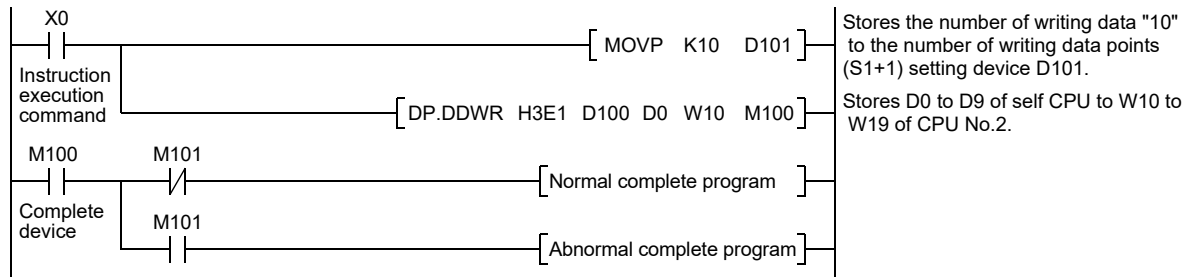 X0
MOVP K10 D101
Stores the number of writing data "10"
to the number of writing data points
(S1+1) setting device D101.
Instruction
execution
command
DP.DDWR H3E1 D100 D0 W10 M100
Stores D0 to D9 of self CPU to W10 to
W19 of CPU No.2.
M100 M101
Normal complete program
Complete
device
M101
Abnormal complete program